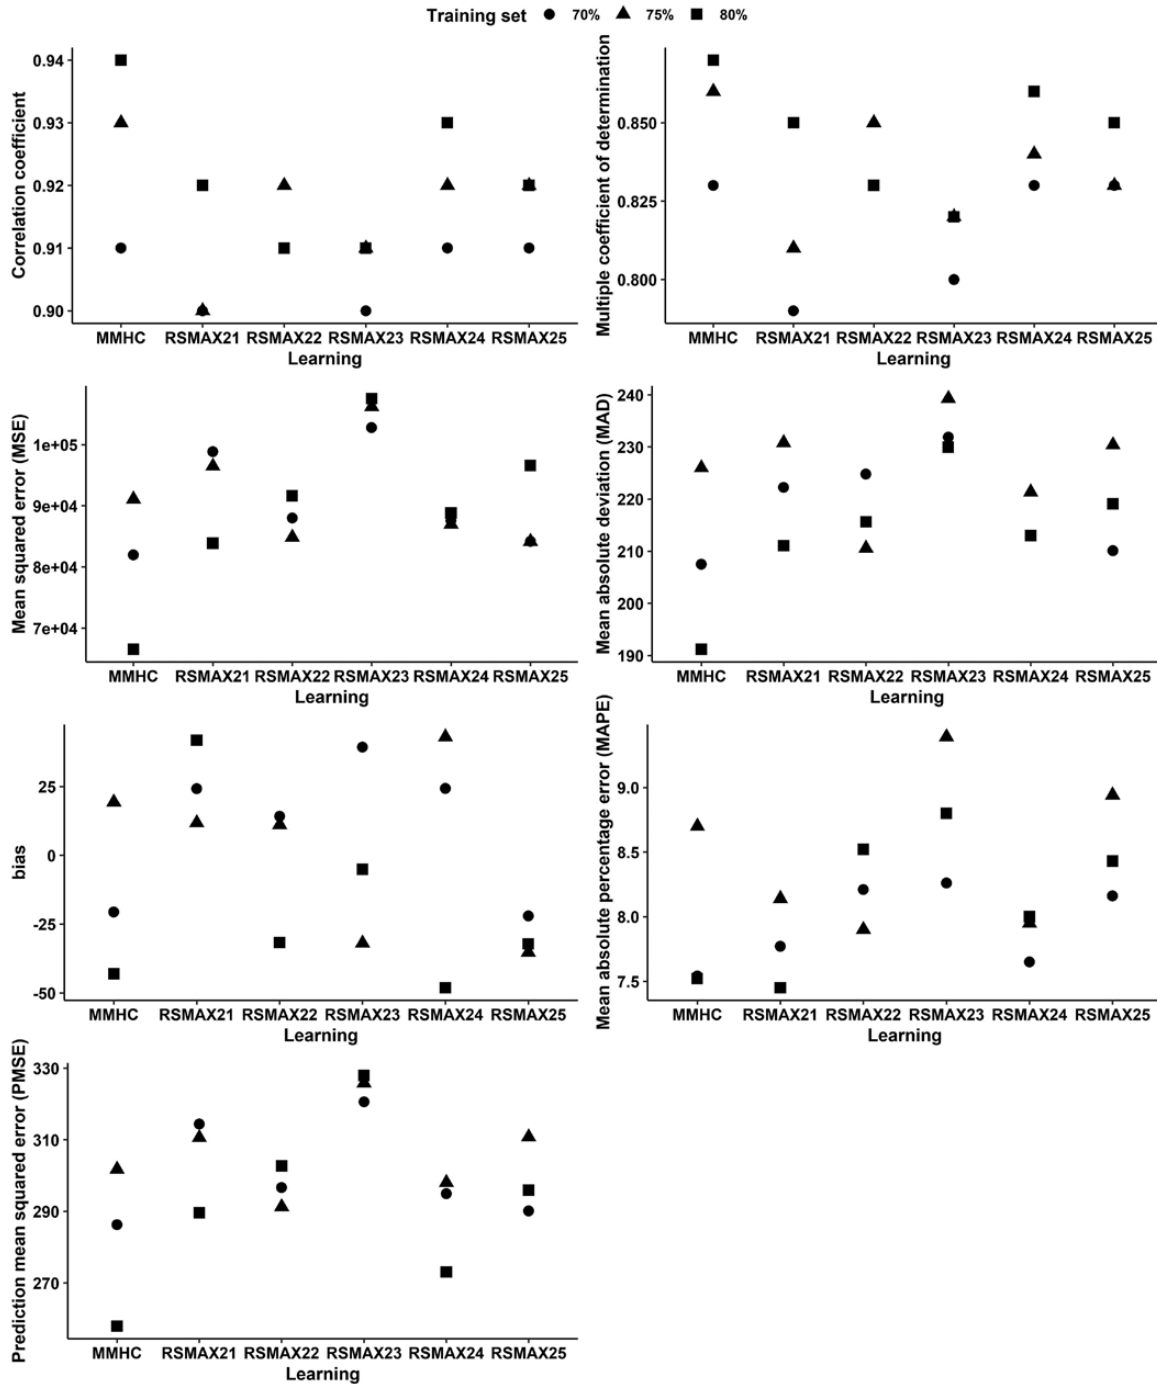 Training set 70% 75% 80%
Correlation coefficient
0.94
0.93
0.92
0.91
0.90
MMHC RSMAX21 RSMAX22 RSMAX23 RSMAX24 RSMAX25
Learning
Multiple coefficient of determination
0.850
0.825
0.800
MMHC RSMAX21 RSMAX22 RSMAX23 RSMAX24 RSMAX25
Learning
Mean squared error (MSE)
1e+05
9e+04
8e+04
7e+04
MMHC RSMAX21 RSMAX22 RSMAX23 RSMAX24 RSMAX25
Learning
Mean absolute deviation (MAD)
240
230
220
210
200
190
MMHC RSMAX21 RSMAX22 RSMAX23 RSMAX24 RSMAX25
Learning
bias
25
0
-25
-50
MMHC RSMAX21 RSMAX22 RSMAX23 RSMAX24 RSMAX25
Learning
Mean absolute percentage error (MAPE)
9.0
8.5
8.0
7.5
MMHC RSMAX21 RSMAX22 RSMAX23 RSMAX24 RSMAX25
Learning
Prediction mean squared error (PMSE)
330
310
290
270
MMHC RSMAX21 RSMAX22 RSMAX23 RSMAX24 RSMAX25
Learning